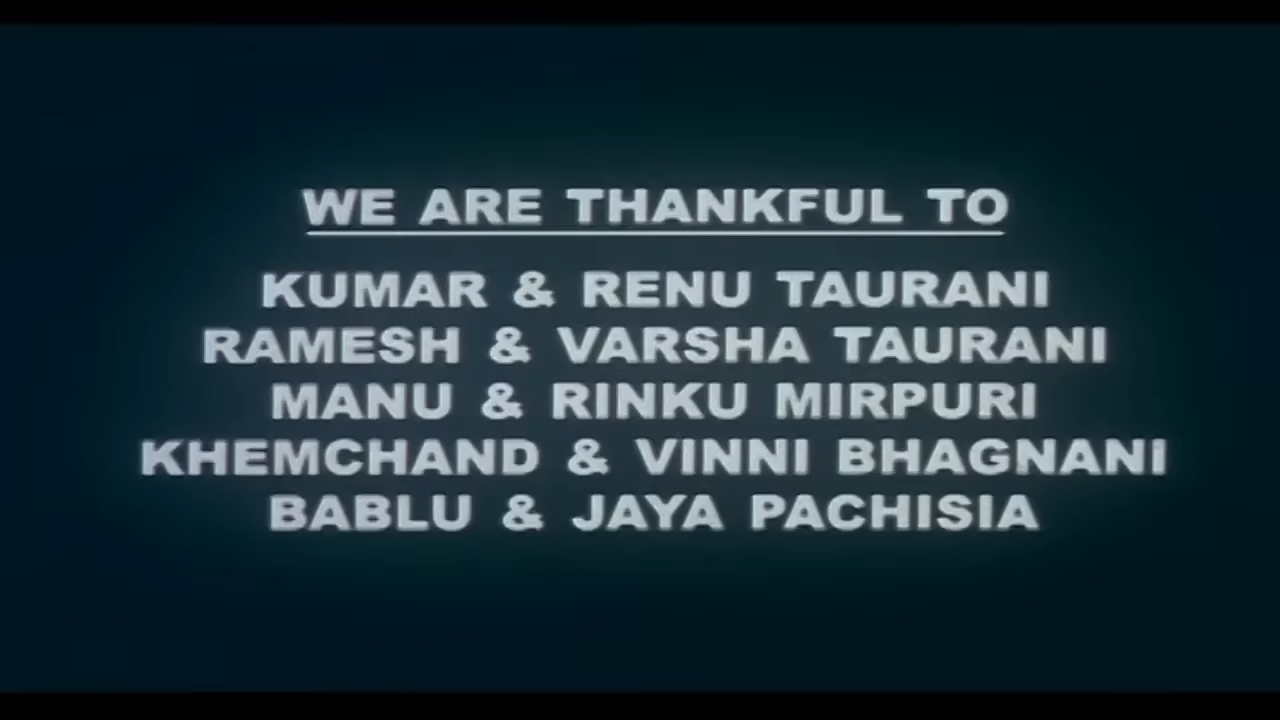 WE ARE THANKFUL TO
KUMAR & RENU TAURANI
RAMESH & VARSHA TAURANI
MANU & RINKU MIRPURI
KHEMCHAND & VINNI BHAGNANI
BABLU & JAYA PACHISIA